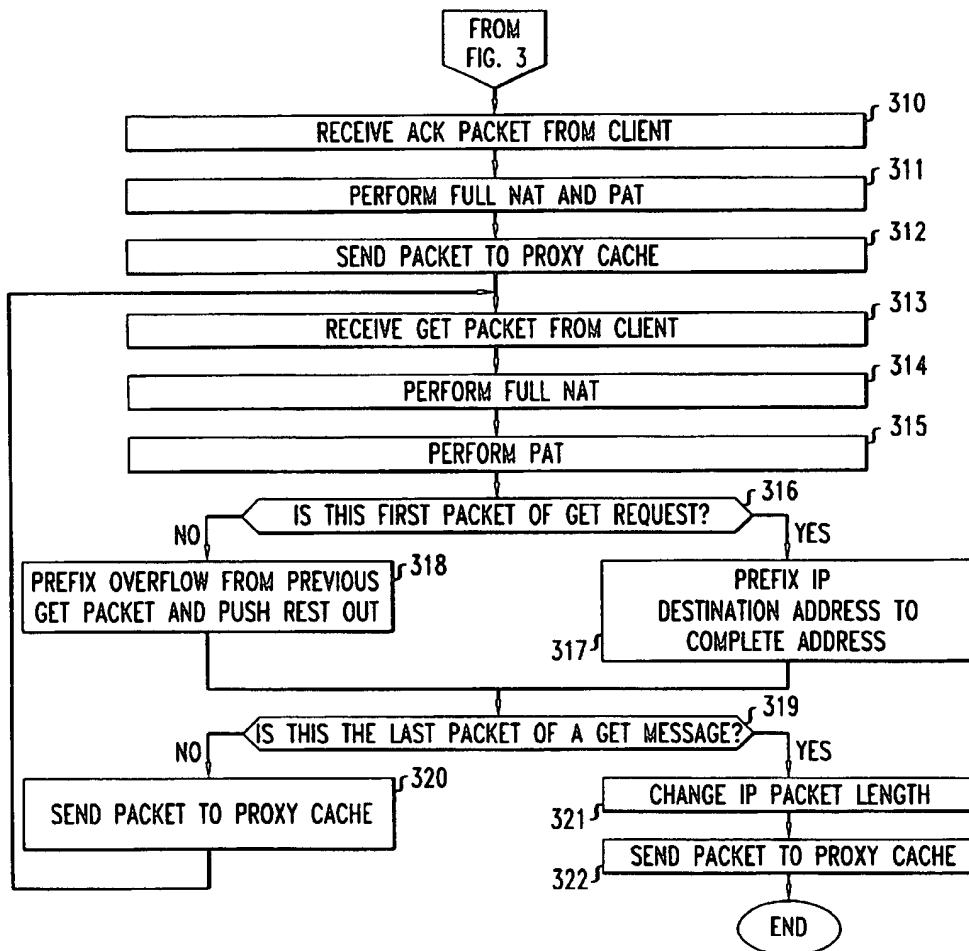 FROM
FIG. 3
310
RECEIVE ACK PACKET FROM CLIENT
311
PERFORM FULL NAT AND PAT
312
SEND PACKET TO PROXY CACHE
313
RECEIVE GET PACKET FROM CLIENT
314
PERFORM FULL NAT
315
PERFORM PAT
316
IS THIS FIRST PACKET OF GET REQUEST?
NO
YES
318
PREFIX OVERFLOW FROM PREVIOUS
GET PACKET AND PUSH REST OUT
PREFIX IP
DESTINATION ADDRESS TO
COMPLETE ADDRESS
317
319
IS THIS THE LAST PACKET OF A GET MESSAGE?
NO
YES
320
SEND PACKET TO PROXY CACHE
CHANGE IP PACKET LENGTH
321
SEND PACKET TO PROXY CACHE
322
END